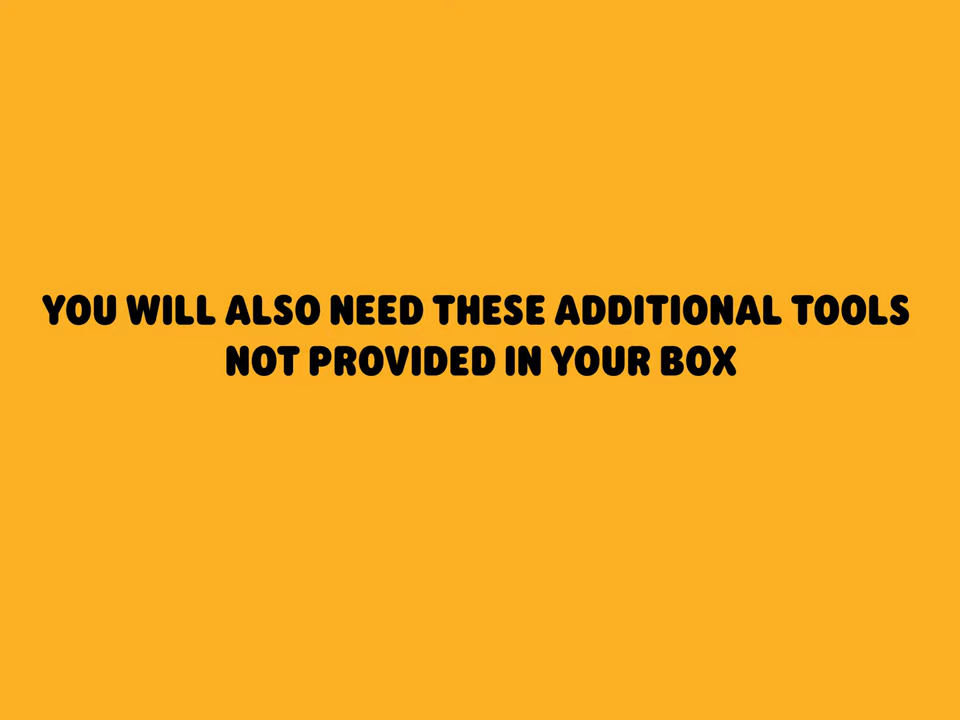 YOU WILL ALSO NEED THESE ADDITIONAL TOOLS
NOT PROVIDED IN YOUR BOX